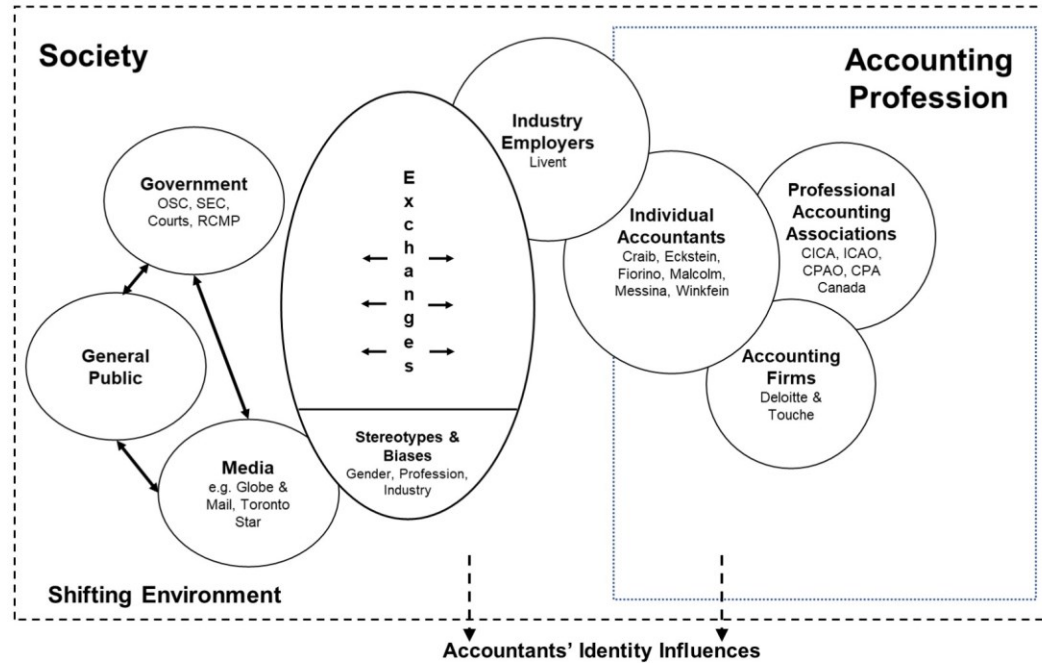 Society
Accounting
Profession
Industry
Employers
Livent
Government
OSC, SEC,
Courts, RCMP
Exchanges
Individual
Accountants
Craib, Eckstein,
Fiorino, Malcolm,
Messina, Winkfein
Professional
Accounting
Associations
CICA, ICAO,
CPAO, CPA
Canada
General
Public
Accounting
Firms
Deloitte &
Touche
Stereotypes &
Biases
Gender, Profession,
Industry
Media
e.g. Globe &
Mail, Toronto
Star
Shifting Environment
Accountants' Identity Influences